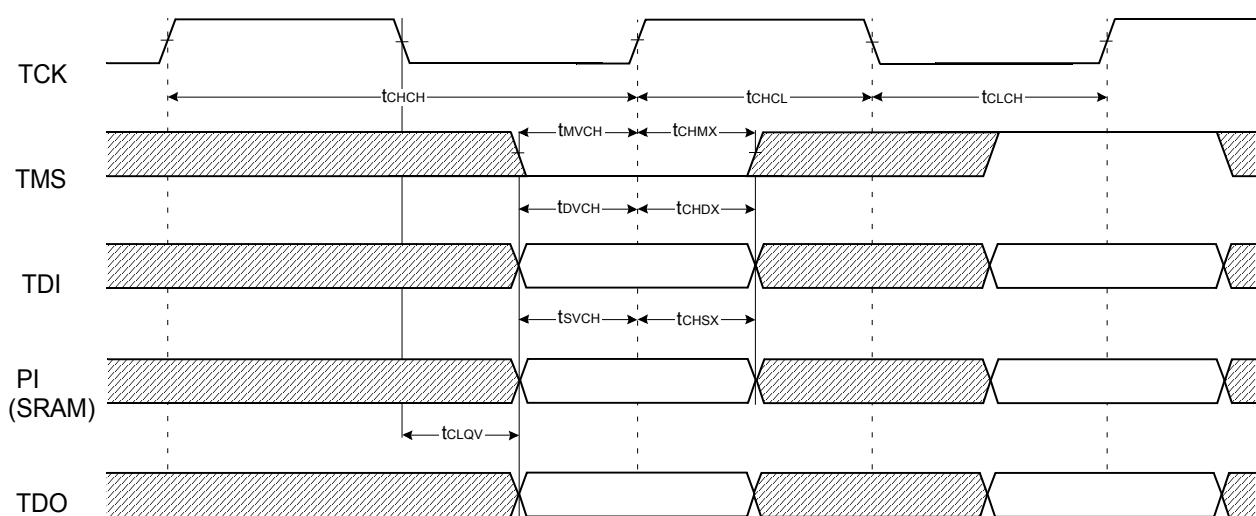 TCK
tCHCH
tCHCL
tCLCH
tMVCH
tCHMX
TMS
tDVCH
tCHDX
TDI
tSVCH
tCHSX
PI
(SRAM)
tCLQV
TDO